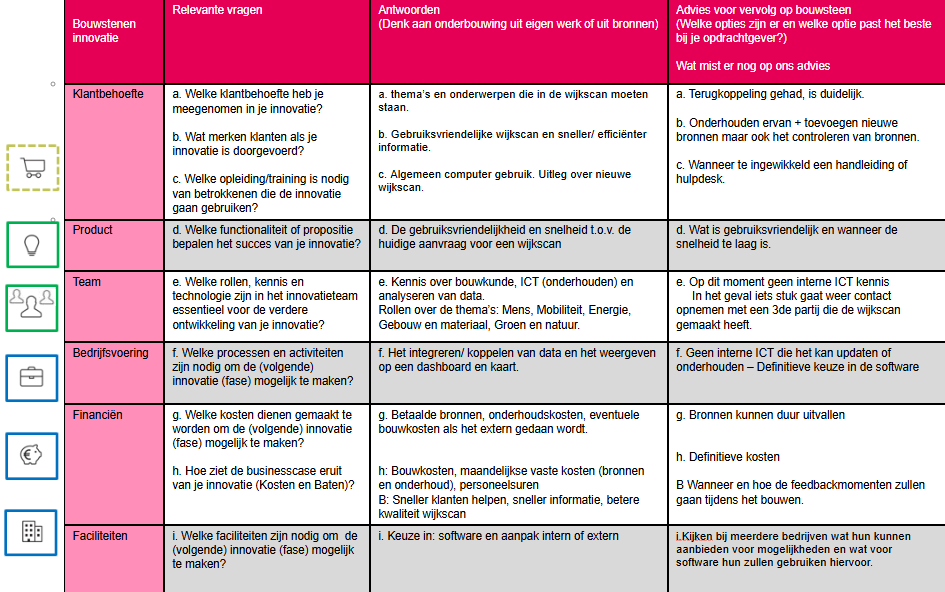 Bouwstenen
innovatie
Relevante vragen
Antwoorden
(Denk aan onderbouwing uit eigen werk of uit bronnen)
Advies voor vervolg op bouwsteen
(Welke opties zijn er en welke optie past het beste
bij je opdrachtgever?)
Wat mist er nog op ons advies
Klantbehoefte
a. Welke klantbehoefte heb je
meegenomen in je innovatie?
b. Wat merken klanten als je
innovatie is doorgevoerd?
c. Welke opleiding/training is nodig
van betrokkenen die de innovatie
gaan gebruiken?
a. thema's en onderwerpen die in de wijkscan moeten
staan.
b. Gebruiksvriendelijke wijkscan en sneller/ efficiënter
informatie.
c. Algemeen computer gebruik. Uitleg over nieuwe
wijkscan.
a. Terugkoppeling gehad, is duidelijk.
b. Onderhouden ervan + toevoegen nieuwe
bronnen maar ook het controleren van bronnen.
c. Wanneer te ingewikkeld een handleiding of
hulpdesk.
Product
d. Welke functionaliteit of propositie
bepalen het succes van je innovatie?
d. De gebruiksvriendelijkheid en snelheid t.o.v. de
huidige aanvraag voor een wijkscan
d. Wat is gebruiksvriendelijk en wanneer de
snelheid te laag is.
Team
e. Welke rollen, kennis en
technologie zijn in het innovatieteam
essentieel voor de verdere
ontwikkeling van je innovatie?
e. Kennis over bouwkunde, ICT (onderhouden) en
analyseren van data.
Rollen over de thema's: Mens, Mobiliteit, Energie,
Gebouw en materiaal, Groen en natuur.
e. Op dit moment geen interne ICT kennis
In het geval iets stuk gaat weer contact
opnemen met een 3de partij die de wijkscan
gemaakt heeft.
Bedrijfsvoering
f. Welke processen en activiteiten
zijn nodig om de (volgende)
innovatie (fase) mogelijk te maken?
f. Het integreren/ koppelen van data en het weergeven
op een dashboard en kaart.
f. Geen interne ICT die het kan updaten of
onderhouden – Definitieve keuze in de software
Financiën
g. Welke kosten dienen gemaakt te
worden om de (volgende) innovatie
(fase) mogelijk te maken?
h. Hoe ziet de businesscase eruit
van je innovatie (Kosten en Baten)?
g. Betaalde bronnen, onderhoudskosten, eventuele
bouwkosten als het extern gedaan wordt.
h: Bouwkosten, maandelijkse vaste kosten (bronnen
en onderhoud), personeelsuren
B: Sneller klanten helpen, sneller informatie, betere
kwaliteit wijkscan
g. Bronnen kunnen duur uitvallen
h. Definitieve kosten
B Wanneer en hoe de feedbackmomenten zullen
gaan tijdens het bouwen.
Faciliteiten
i. Welke faciliteiten zijn nodig om de
(volgende) innovatie (fase) mogelijk
te maken?
i. Keuze in: software en aanpak intern of extern
i.Kijken bij meerdere bedrijven wat hun kunnen
aanbieden voor mogelijkheden en wat voor
software hun zullen gebruiken hiervoor.